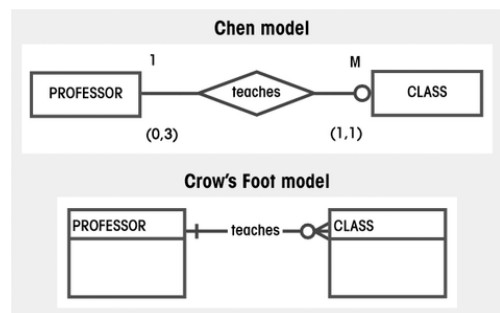 Chen model
1 M
PROFESSOR teaches CLASS
(0,3) (1,1)
Crow's Foot model
PROFESSOR teaches CLASS